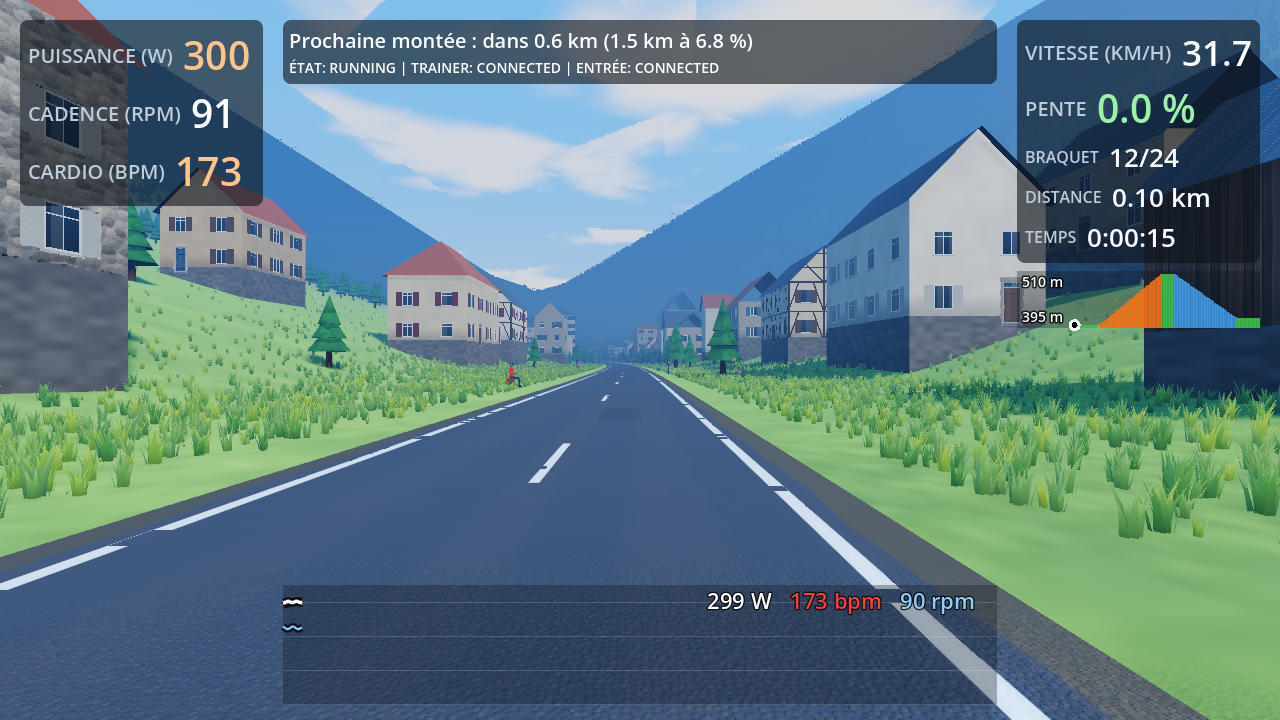 PUISSANCE (W) 300
CADENCE (RPM) 91
CARDIO (BPM) 173
Prochaine montée : dans 0.6 km (1.5 km à 6.8 %)
ÉTAT: RUNNING | TRAINER: CONNECTED | ENTRÉE: CONNECTED
VITESSE (KM/H) 31.7
PENTE 0.0 %
BRAQUET 12/24
DISTANCE 0.10 km
TEMPS 0:00:15
510 m
395 m
299 W 173 bpm 90 rpm